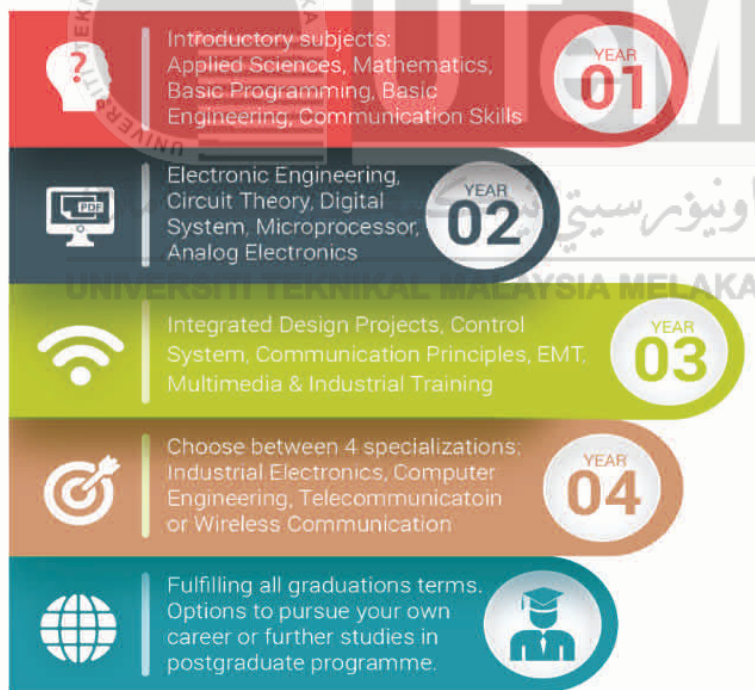 UTeM
Introductory subjects:
Applied Sciences, Mathematics,
Basic Programming, Basic
Engineering, Communication Skills
YEAR
01
?
Electronic Engineering,
Circuit Theory, Digital
System, Microprocessor,
Analog Electronics
YEAR
02
PDF
اونيۏرسيتي
UNIVERSITI TEKNIKAL MALAYSIA MELAKA
Integrated Design Projects, Control
System, Communication Principles, EMT,
Multimedia & Industrial Training
YEAR
03
Choose between 4 specializations:
Industrial Electronics, Computer
Engineering, Telecommunicatoin
or Wireless Communication
YEAR
04
Fulfilling all graduations terms.
Options to pursue your own
career or further studies in
postgraduate programme.